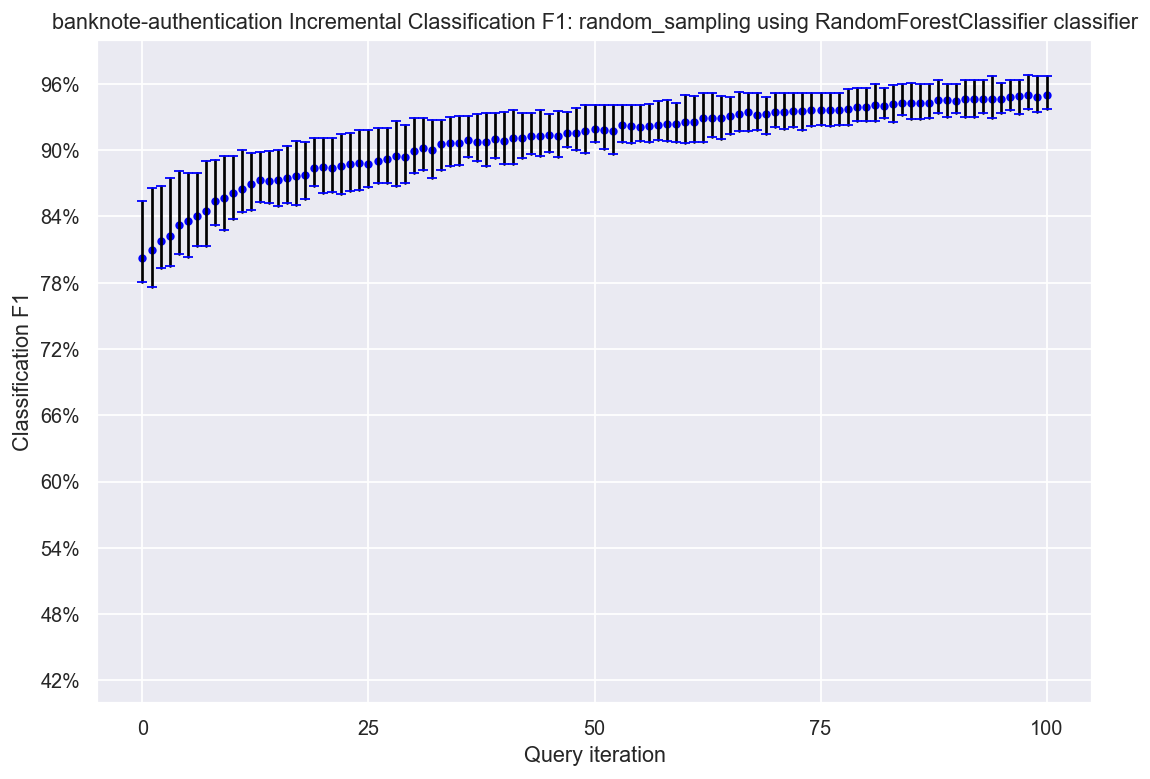 banknote-authentication Incremental Classification F1: random_sampling using RandomForestClassifier classifier
96%
90%
84%
78%
72%
66%
60%
54%
48%
42%
Classification F1
0 25 50 75 100
Query iteration